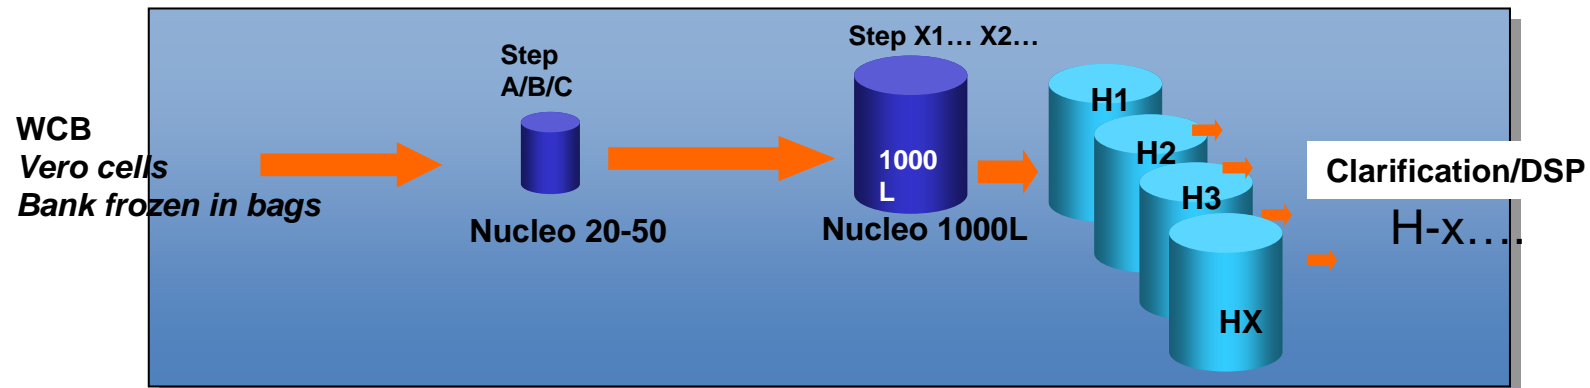 WCB
Vero cells
Bank frozen in bags
Step
A/B/C
Nucleo 20-50
Step X1… X2…
1000
L
Nucleo 1000L
H1
H2
H3
HX
Clarification/DSP
H-x….